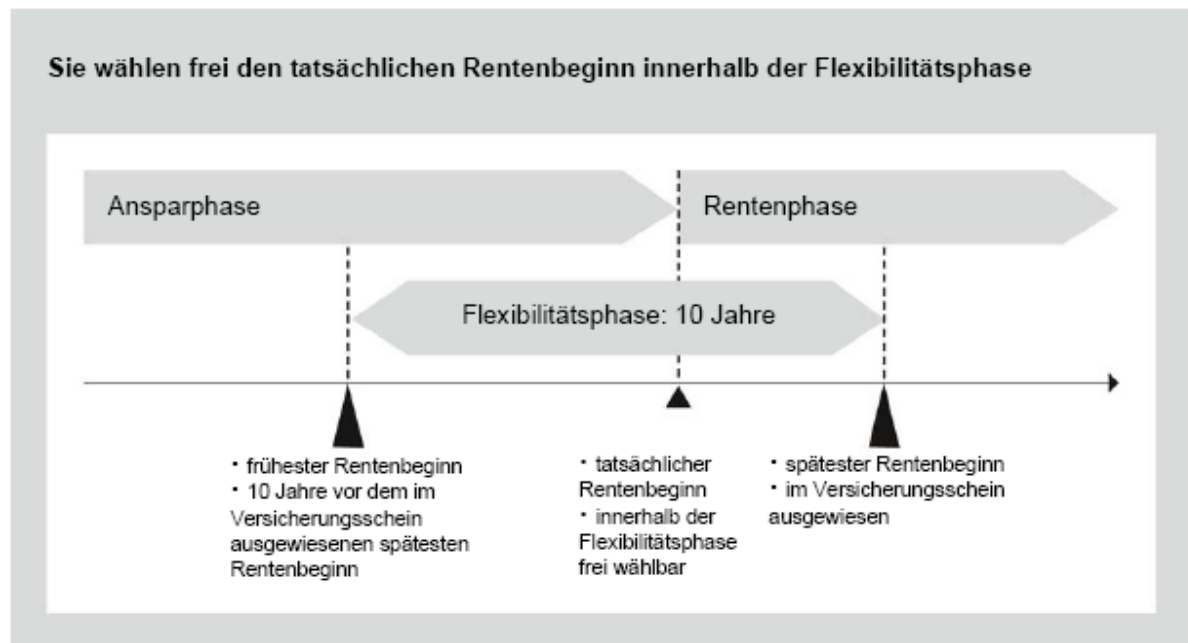 Sie wählen frei den tatsächlichen Rentenbeginn innerhalb der Flexibilitätsphase
Ansparphase
Rentenphase
Flexibilitätsphase: 10 Jahre
· frühester Rentenbeginn
· 10 Jahre vor dem im
Versicherungsschein
ausgewiesenen spätesten
Rentenbeginn
· tatsächlicher
Rentenbeginn
· innerhalb der
Flexibilitätsphase
frei wählbar
· spätester Rentenbeginn
· im Versicherungsschein
ausgewiesen